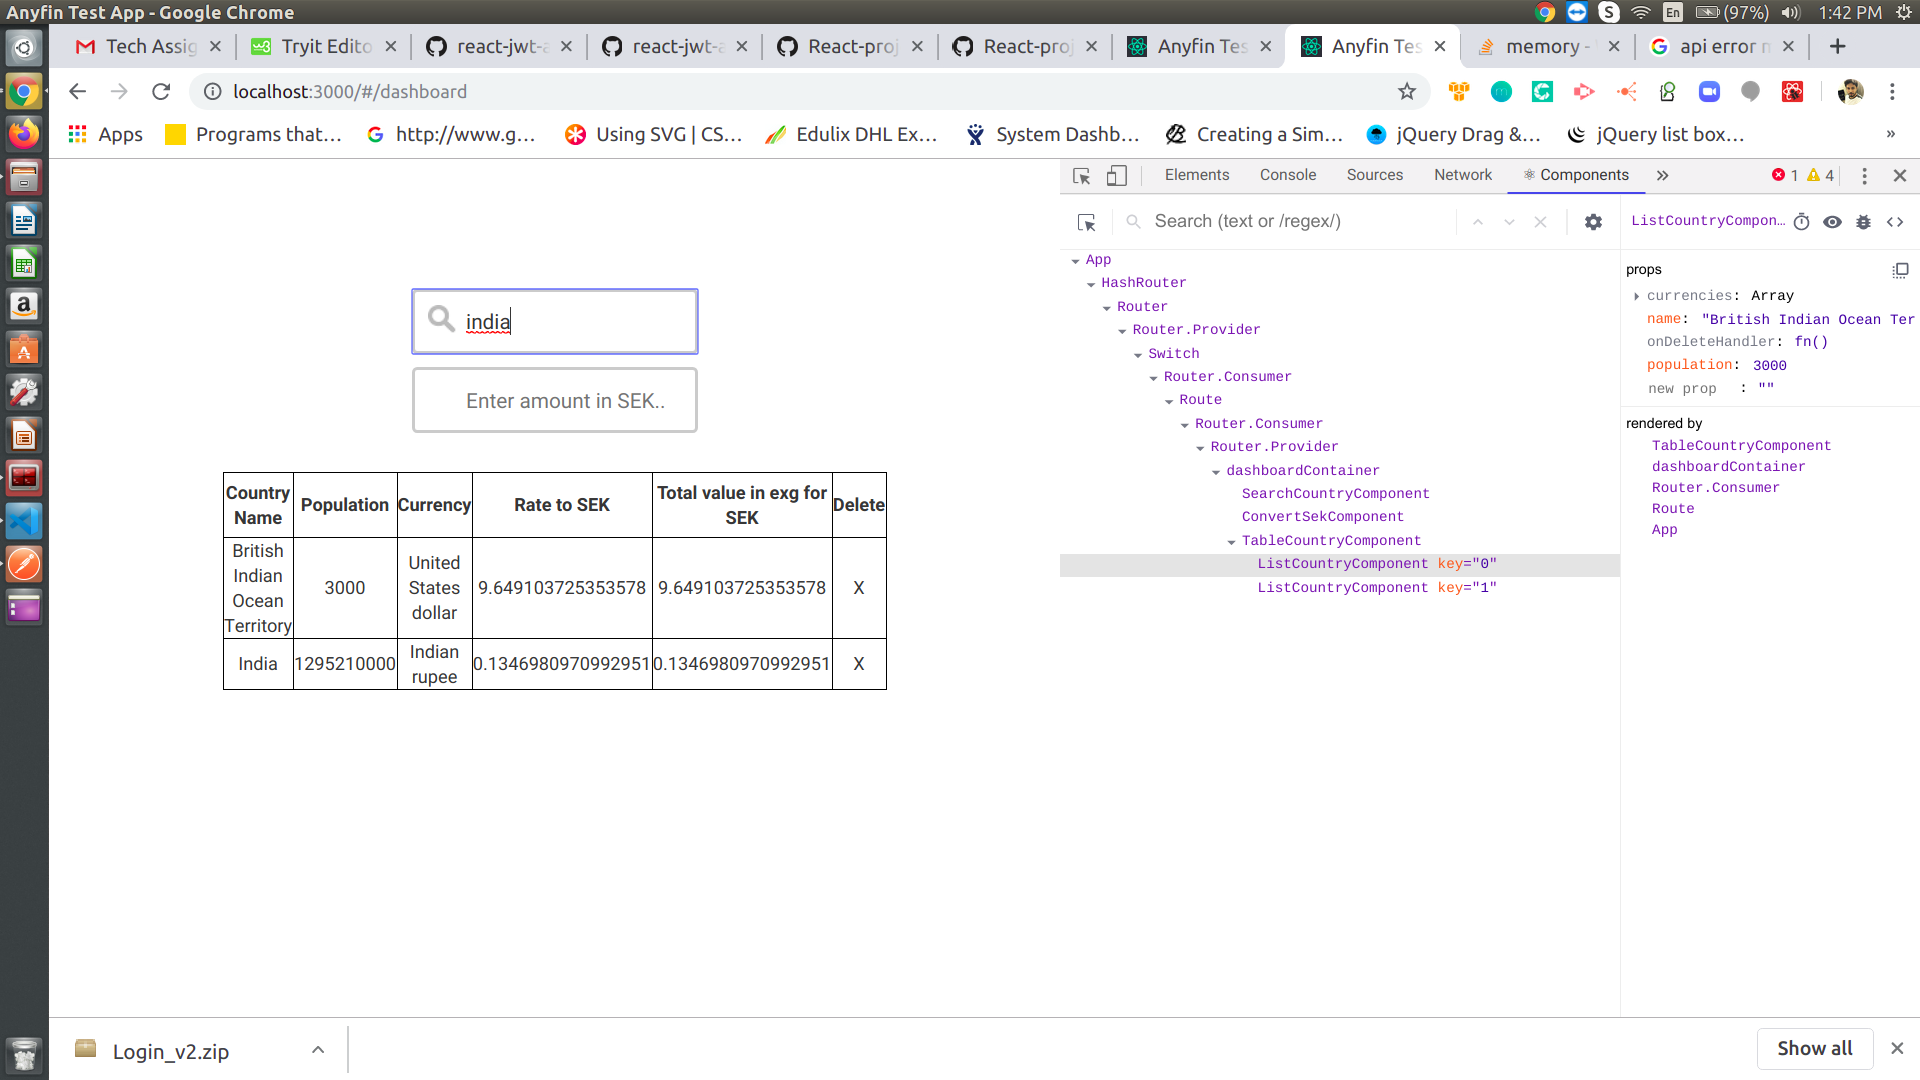 Anyfin Test App - Google Chrome
En (97%) 1:42 PM
Tech Assig
Tryit Edito
react-jwt-a
react-jwt-a
React-proj
React-proj
Anyfin Tes
Anyfin Tes
memory -
api error m
localhost:3000/#/dashboard
Apps
Programs that...
http://www.g...
Using SVG | CS...
Edulix DHL Ex...
System Dashb...
Creating a Sim...
jQuery Drag &...
jQuery list box...
»
india
Enter amount in SEK..
Country Name Population Currency Rate to SEK Total value in exg for SEK Delete
British Indian Ocean Territory 3000 United States dollar 9.649103725353578 9.649103725353578 X
India 1295210000 Indian rupee 0.1346980970992951 0.1346980970992951 X
Elements Console Sources Network Components » 1 4
Search (text or /regex/)
App
HashRouter
Router
Router.Provider
Switch
Router.Consumer
Route
Router.Consumer
Router.Provider
dashboardContainer
SearchCountryComponent
ConvertSekComponent
TableCountryComponent
ListCountryComponent key="0"
ListCountryComponent key="1"
ListCountryCompon...
props
currencies: Array
name: "British Indian Ocean Ter
onDeleteHandler: fn()
population: 3000
new prop : ""
rendered by
TableCountryComponent
dashboardContainer
Router.Consumer
Route
App
Login_v2.zip
Show all